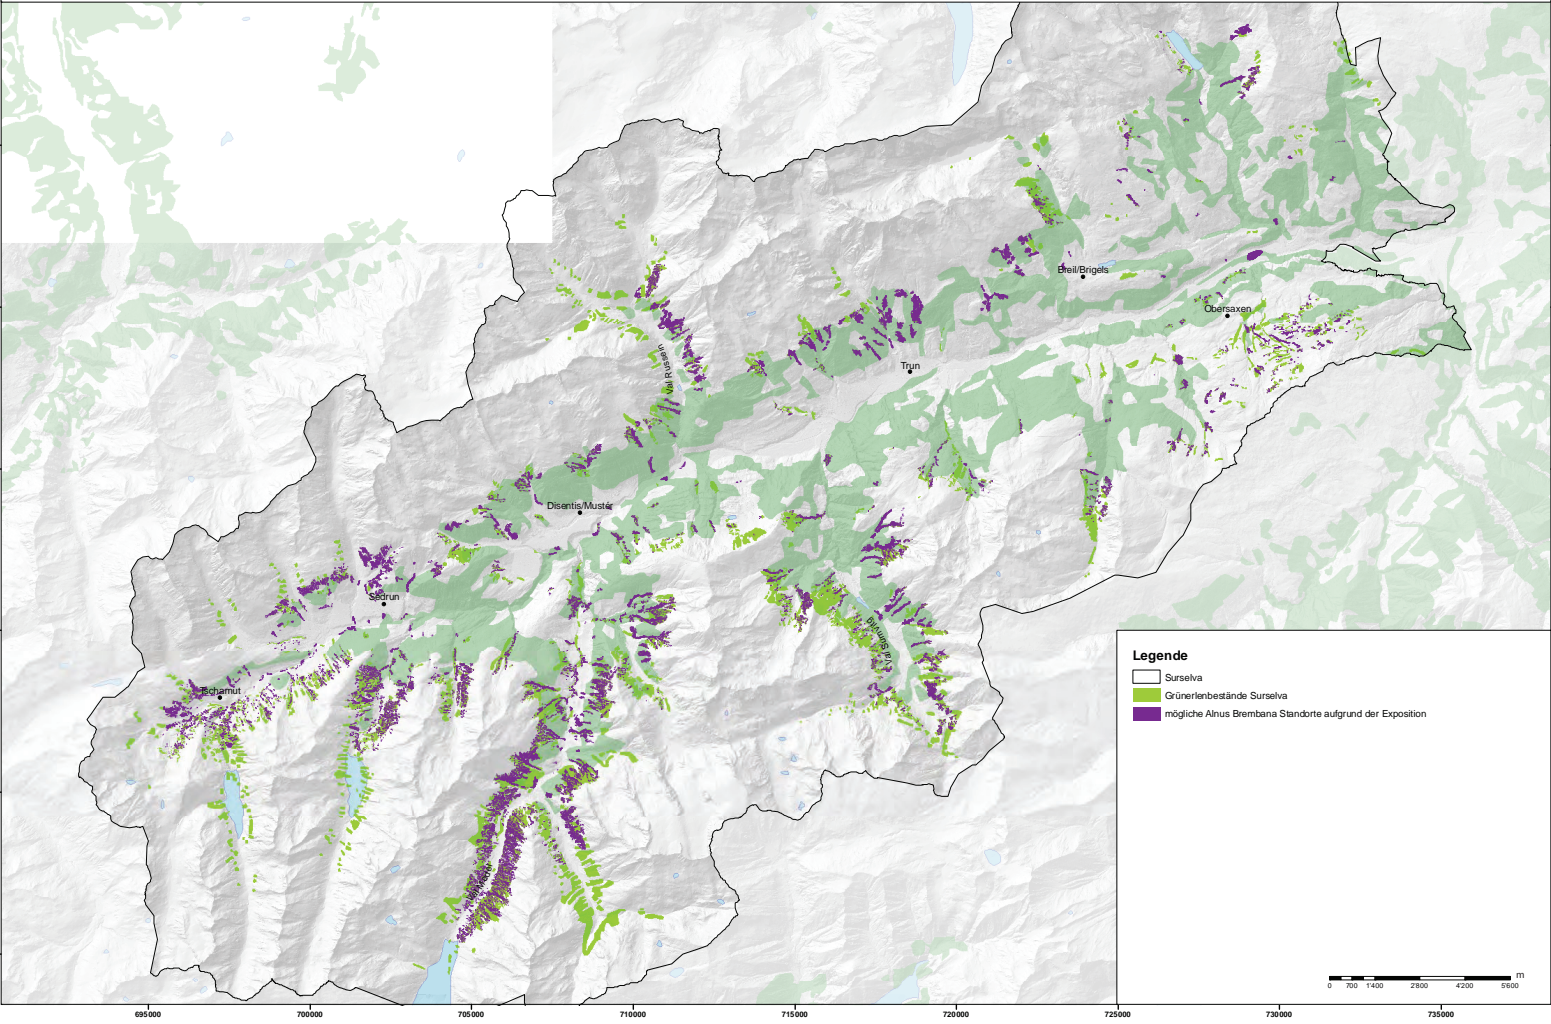 Breil/Brigels
Obersaxen
Val Russein
Trun
Disentis/Mustér
Sedrun
Val Sumvitg
Tschamut
Legende
Surselva
Grünerlenbestände Surselva
mögliche Alnus Brembana Standorte aufgrund der Exposition
m
0 700 1'400 2'800 4'200 5'600
695000 700000 705000 710000 715000 720000 725000 730000 735000